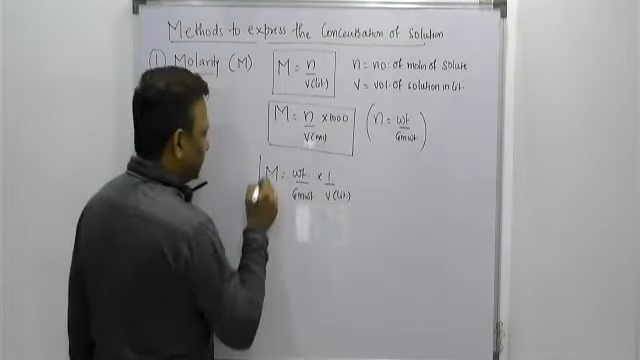 Methods to express the Concentration of solution
① Molarity (M) M = n / V(lit) n = no: of moles of solute
V = vol: of solution in lit.
M = n / V(ml) × 1000 (n = wt / Gmwt)
M = wt. / Gmwt × 1 / V(lit)